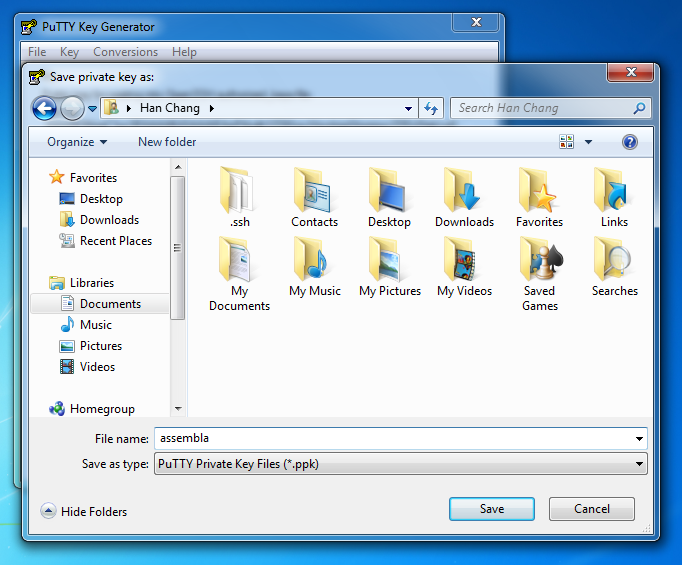 PuTTY Key Generator
File Key Conversions Help
Save private key as:
Han Chang
Search Han Chang
Organize New folder
Favorites
Desktop
Downloads
Recent Places
Libraries
Documents
Music
Pictures
Videos
Homegroup
.ssh Contacts Desktop Downloads Favorites Links
My Documents My Music My Pictures My Videos Saved Games Searches
File name: assembla
Save as type: PuTTY Private Key Files (*.ppk)
Hide Folders Save Cancel